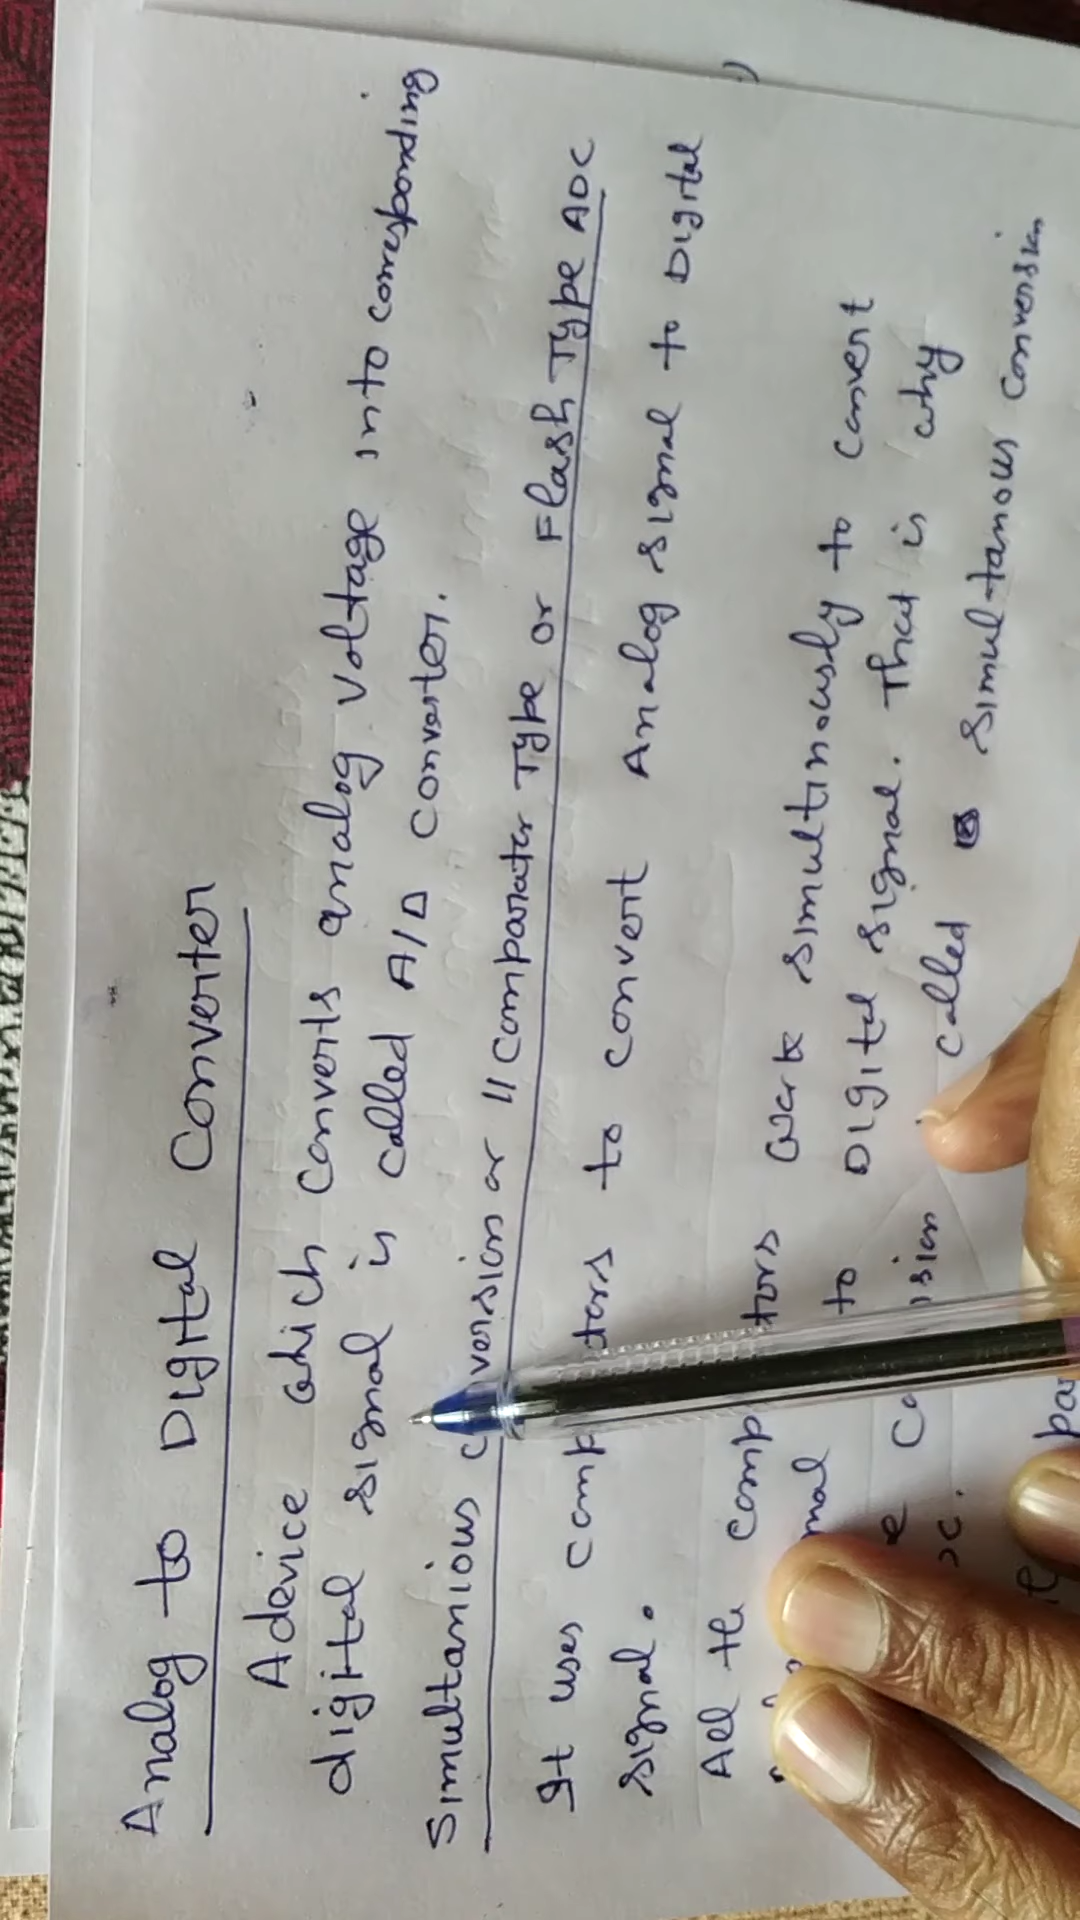 Analog to Digital Converter
A device which converts analog voltage into corresponding
digital signal is called A/D converter.
Simultanious c version or 11 Comparator Type or Flash Type ADC
It uses comp tors to convert Analog signal to Digital
signal.
All the comp tors work simultinously to convert
to Digital signal. That is why
called simultanous conversion